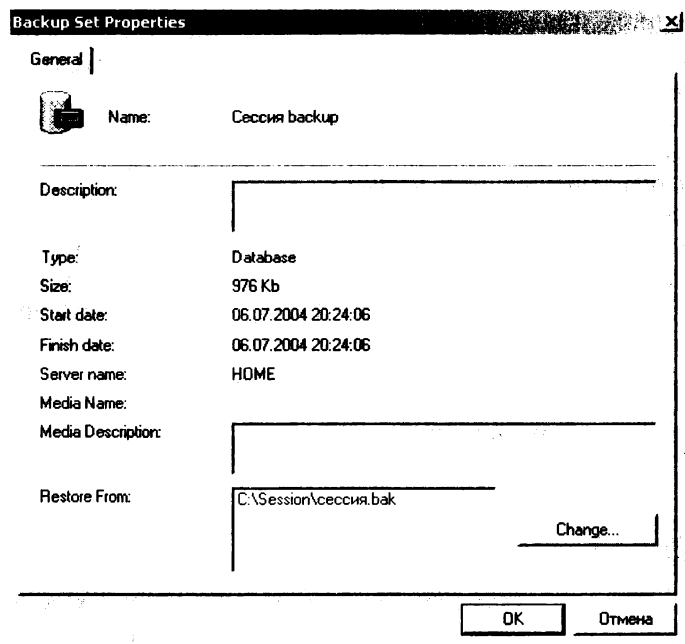 Backup Set Properties
General
Name: Сессия backup
Description:
Type: Database
Size: 976 Kb
Start date: 06.07.2004 20:24:06
Finish date: 06.07.2004 20:24:06
Server name: HOME
Media Name:
Media Description:
Restore From: C:\Session\сессия.bak
Change...
OK Отмена